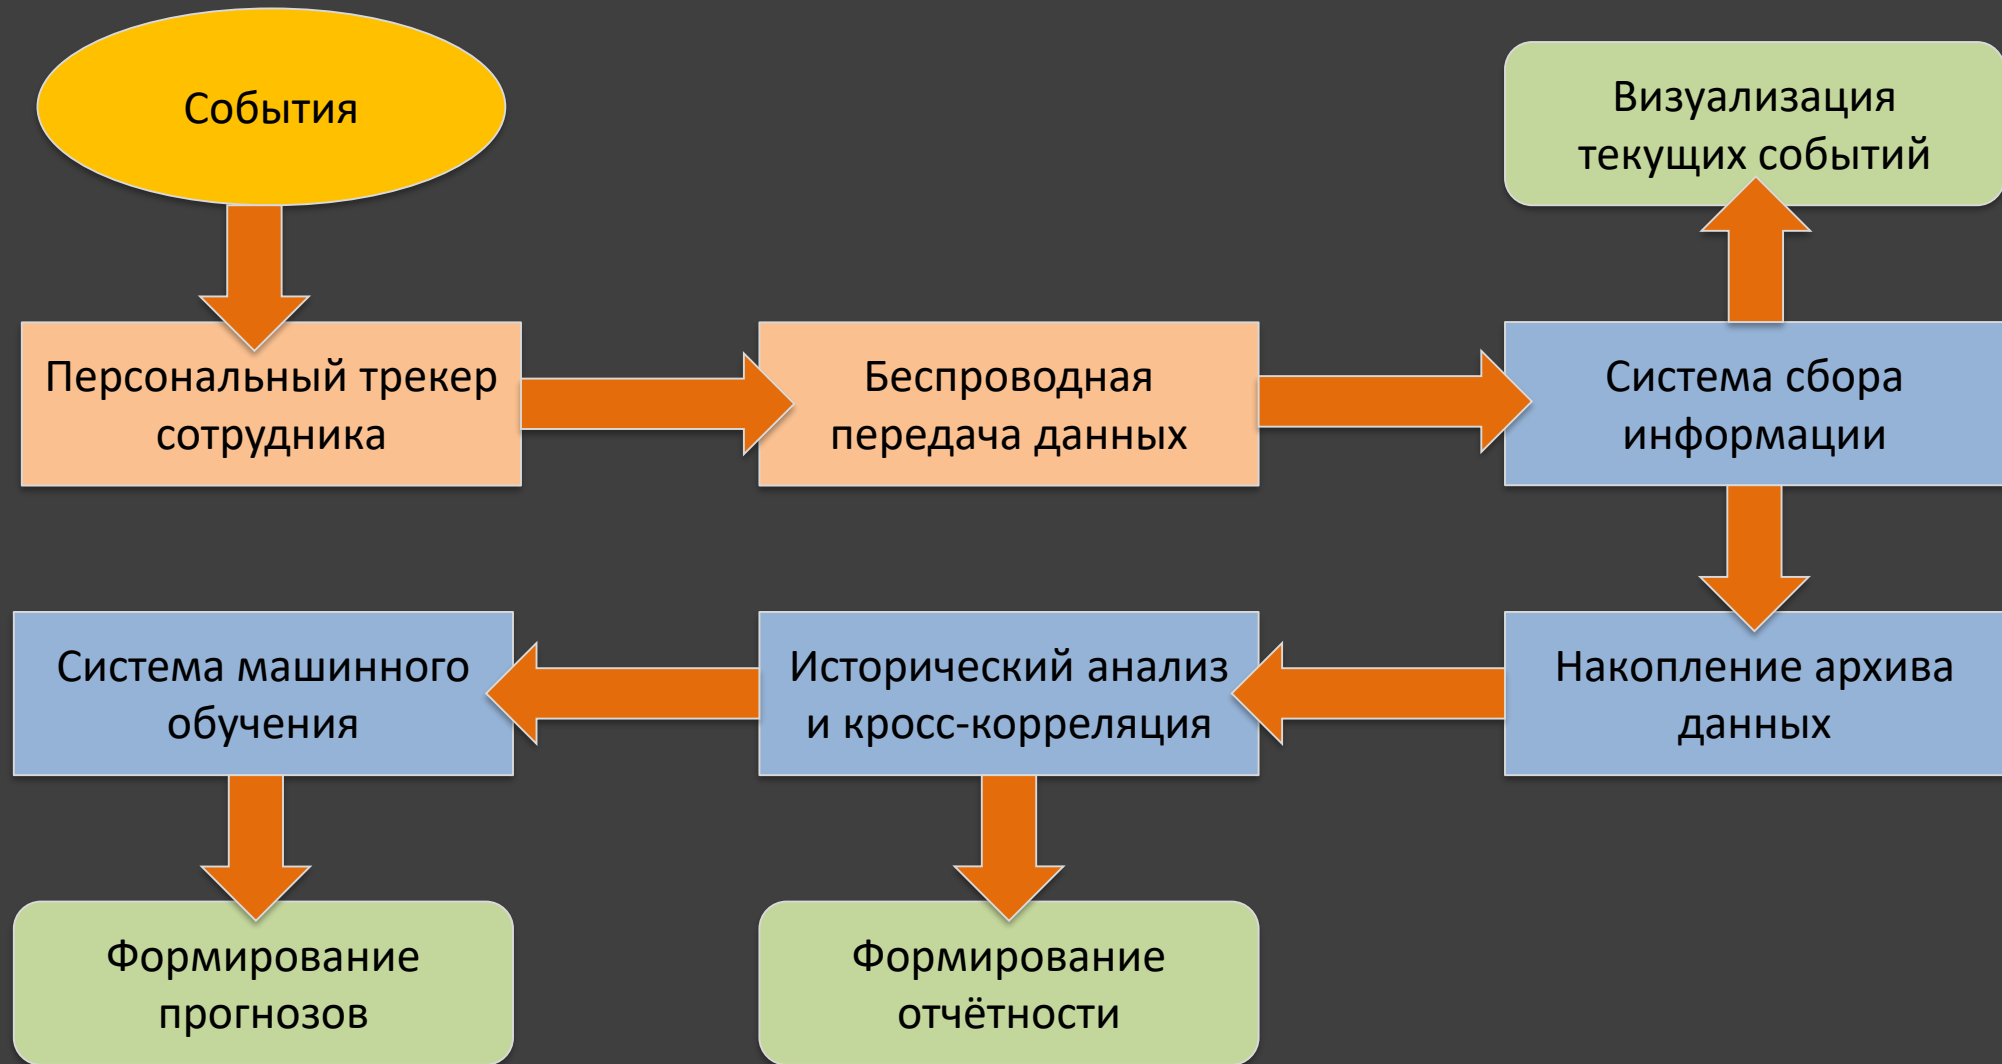 События
Визуализация
текущих событий
Персональный трекер
сотрудника
Беспроводная
передача данных
Система сбора
информации
Система машинного
обучения
Исторический анализ
и кросс-корреляция
Накопление архива
данных
Формирование
прогнозов
Формирование
отчётности